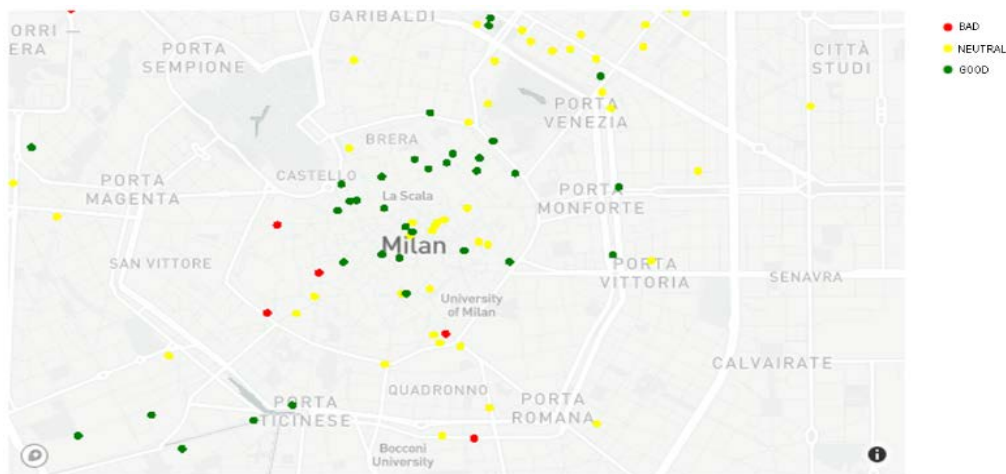 GARIBALDI
BAD
ORRI —
ERA
PORTA
SEMPIONE
CITTÀ
STUDI
NEUTRAL
GOOD
PORTA
VENEZIA
BRERA
CASTELLO
PORTA
MAGENTA
La Scala
PORTA
MONFORTE
Milan
SAN VITTORE
PORTA
VITTORIA
SENAVRA
University
of Milan
CALVAIRATE
QUADRONNO
PORTA
TICINESE
PORTA
ROMANA
Bocconi
University